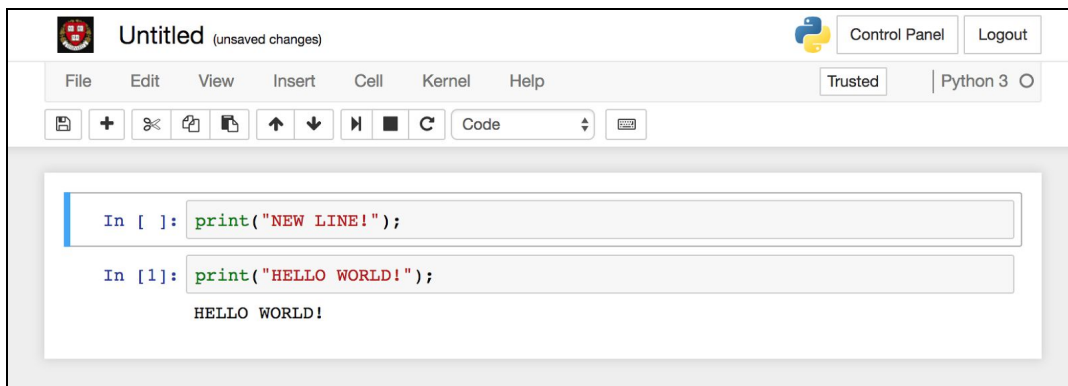 Untitled (unsaved changes) Control Panel Logout
File Edit View Insert Cell Kernel Help Trusted Python 3
Code
In [ ]: print("NEW LINE!");
In [1]: print("HELLO WORLD!");
HELLO WORLD!